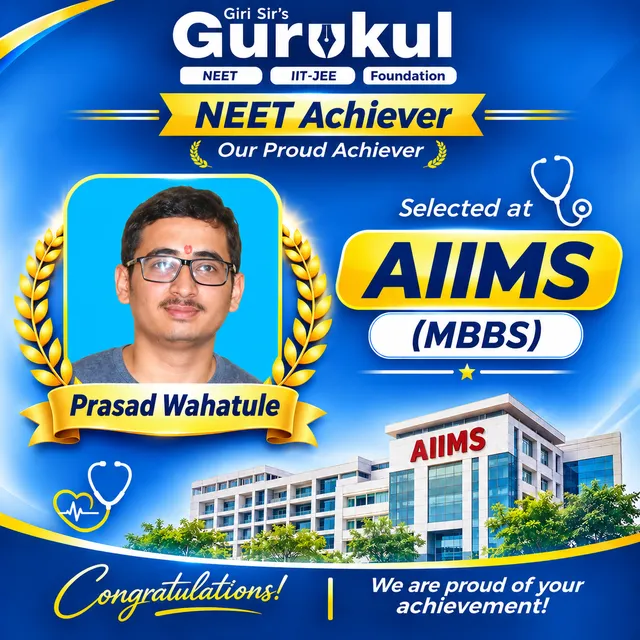 Giri Sir's
Gurukul
NEET
IIT-JEE
Foundation
NEET Achiever
Our Proud Achiever
Selected at
AIIMS
(MBBS)
Prasad Wahatule
AIIMS
Congratulations!
We are proud of your
achievement!